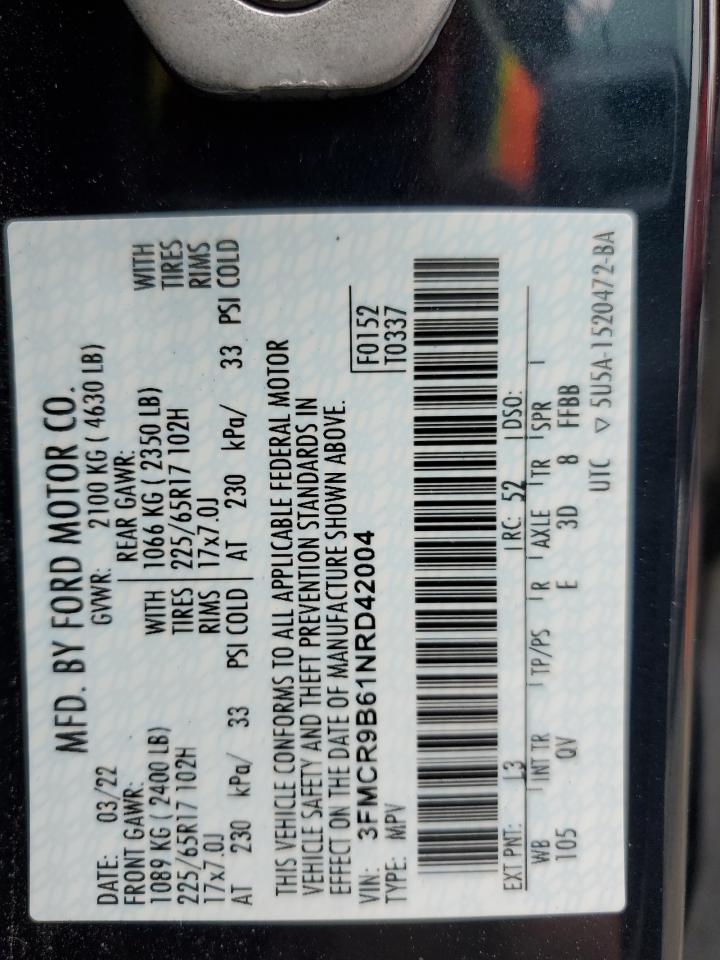 MFD. BY FORD MOTOR CO.
DATE: 03/22 GVWR: 2100 KG ( 4630 LB)
FRONT GAWR: REAR GAWR:
1089 KG ( 2400 LB) WITH 1066 KG ( 2350 LB) WITH
225/65R17 102H TIRES 225/65R17 102H TIRES
17x7.0J RIMS 17x7.0J RIMS
AT 230 kPa/ 33 PSI COLD AT 230 kPa/ 33 PSI COLD
THIS VEHICLE CONFORMS TO ALL APPLICABLE FEDERAL MOTOR
VEHICLE SAFETY AND THEFT PREVENTION STANDARDS IN
EFFECT ON THE DATE OF MANUFACTURE SHOWN ABOVE.
VIN: 3FMCR9B61NRD42004 F0152
TYPE: MPV T0337
EXT PNT: L3 RC: 52 DSO:
WB INT TR TP/PS R AXLE TR SPR
105 QV E 3D 8 FFBB
UTC ▽ 5U5A-1520472-BA